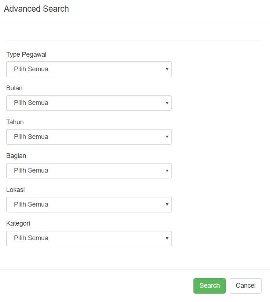 Advanced Search
Type Pegawai
Pilih Semua
Bulan
Pilih Semua
Tahun
Pilih Semua
Bagian
Pilih Semua
Lokasi
Pilih Semua
Kategori
Pilih Semua
Search Cancel